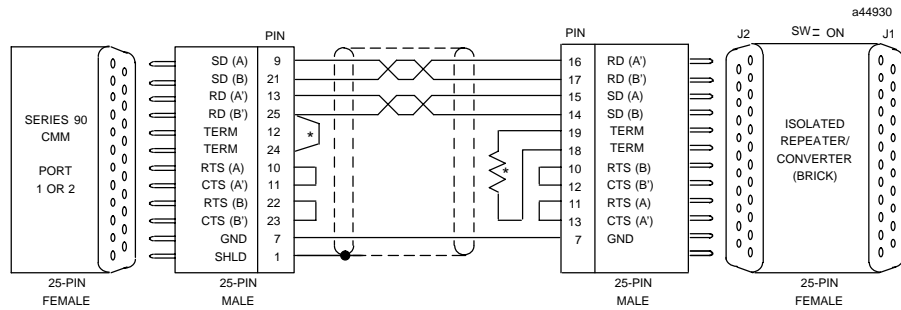 a44930
PIN
PIN
J2
SW = ON
J1
SERIES 90
CMM
PORT
1 OR 2
SD (A) 9
SD (B) 21
RD (A') 13
RD (B') 25
TERM 12
TERM 24
RTS (A) 10
CTS (A') 11
RTS (B) 22
CTS (B') 23
GND 7
SHLD 1
*
*
16 RD (A')
17 RD (B')
15 SD (A)
14 SD (B)
19 TERM
18 TERM
10 RTS (B)
12 CTS (B')
11 RTS (A)
13 CTS (A')
7 GND
ISOLATED
REPEATER/
CONVERTER
(BRICK)
25-PIN
FEMALE
25-PIN
MALE
25-PIN
MALE
25-PIN
FEMALE